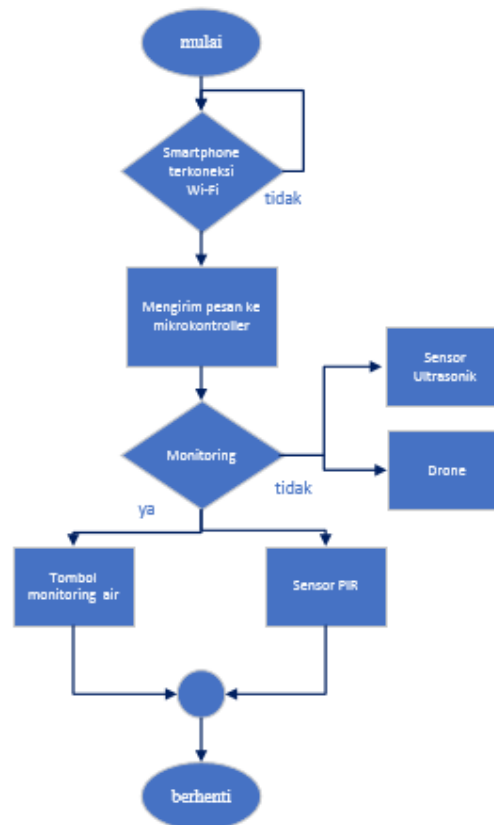 mulai
Smartphone
terkoneksi
Wi-Fi
tidak
Mengirim pesan ke
mikrokontroller
Sensor
Ultrasonik
Monitoring
Drone
tidak
ya
Tombol
monitoring air
Sensor PIR
berhenti